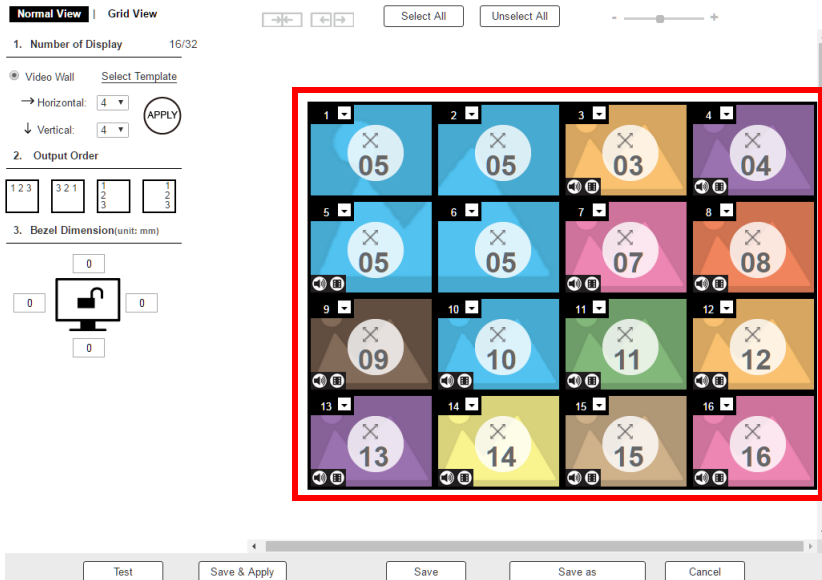 Normal View | Grid View
Select All
Unselect All
- +
1. Number of Display 16/32
Video Wall Select Template
Horizontal: 4
APPLY
Vertical: 4
2. Output Order
1 2 3
3 2 1
1
2
3
1
2
3
3. Bezel Dimension(unit: mm)
0
0
0
0
1 2 3 4
05 05 03 04
5 6 7 8
05 05 07 08
9 10 11 12
09 10 11 12
13 14 15 16
13 14 15 16
Test Save & Apply Save Save as Cancel